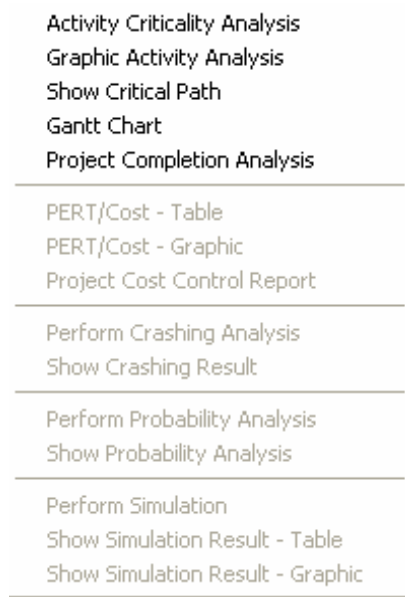 Activity Criticality Analysis
Graphic Activity Analysis
Show Critical Path
Gantt Chart
Project Completion Analysis
PERT/Cost - Table
PERT/Cost - Graphic
Project Cost Control Report
Perform Crashing Analysis
Show Crashing Result
Perform Probability Analysis
Show Probability Analysis
Perform Simulation
Show Simulation Result - Table
Show Simulation Result - Graphic